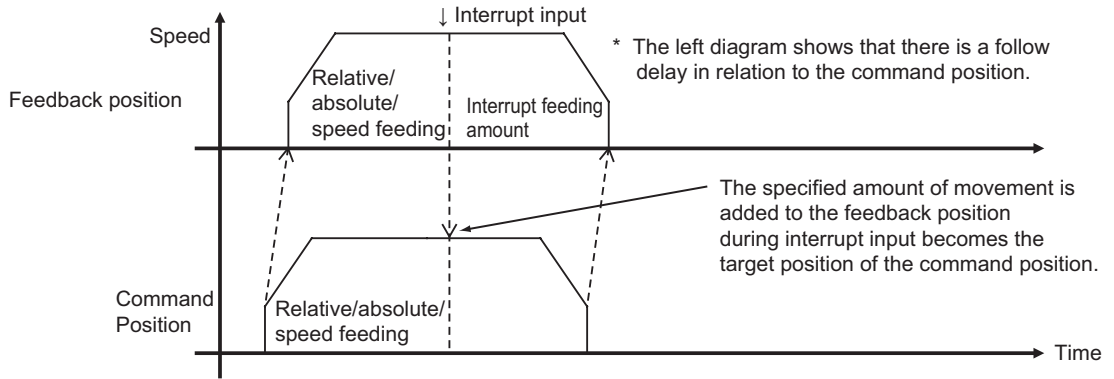 ↓ Interrupt input
Speed
* The left diagram shows that there is a follow
delay in relation to the command position.
Feedback position
Relative/
absolute/
speed feeding
Interrupt feeding
amount
The specified amount of movement is
added to the feedback position
during interrupt input becomes the
target position of the command position.
Command
Position
Relative/absolute/
speed feeding
Time